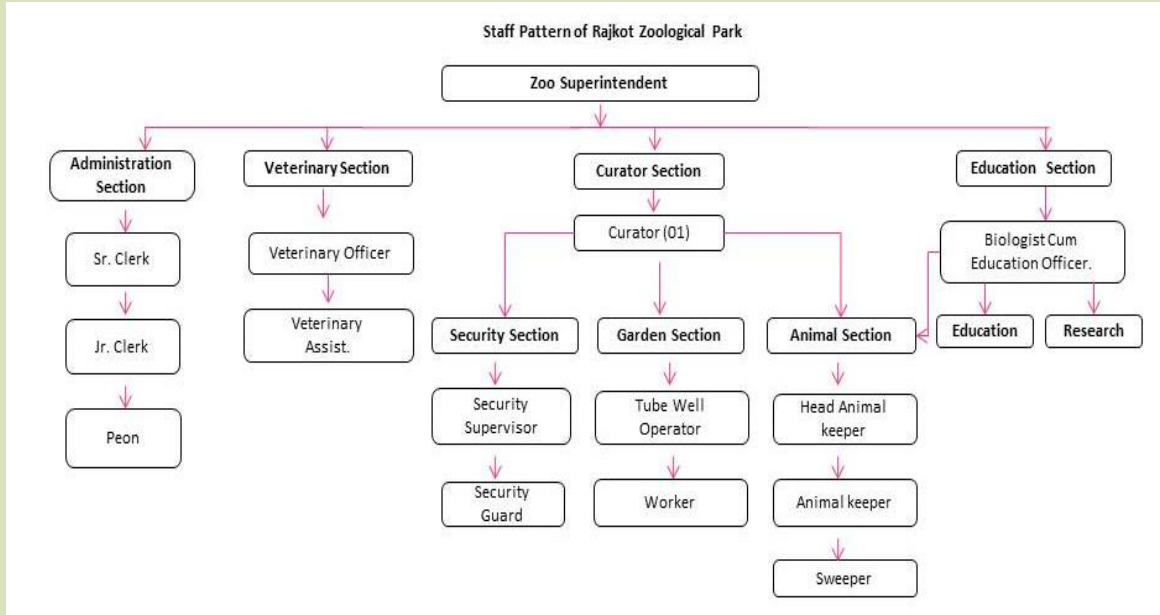 Staff Pattern of Rajkot Zoological Park
Zoo Superintendent
Administration
Section
Veterinary Section
Curator Section
Education Section
Sr. Clerk
Veterinary Officer
Curator (01)
Biologist Cum
Education Officer.
Jr. Clerk
Veterinary
Assist.
Security Section
Garden Section
Animal Section
Education
Research
Peon
Security
Supervisor
Tube Well
Operator
Head Animal
keeper
Security
Guard
Worker
Animal keeper
Sweeper